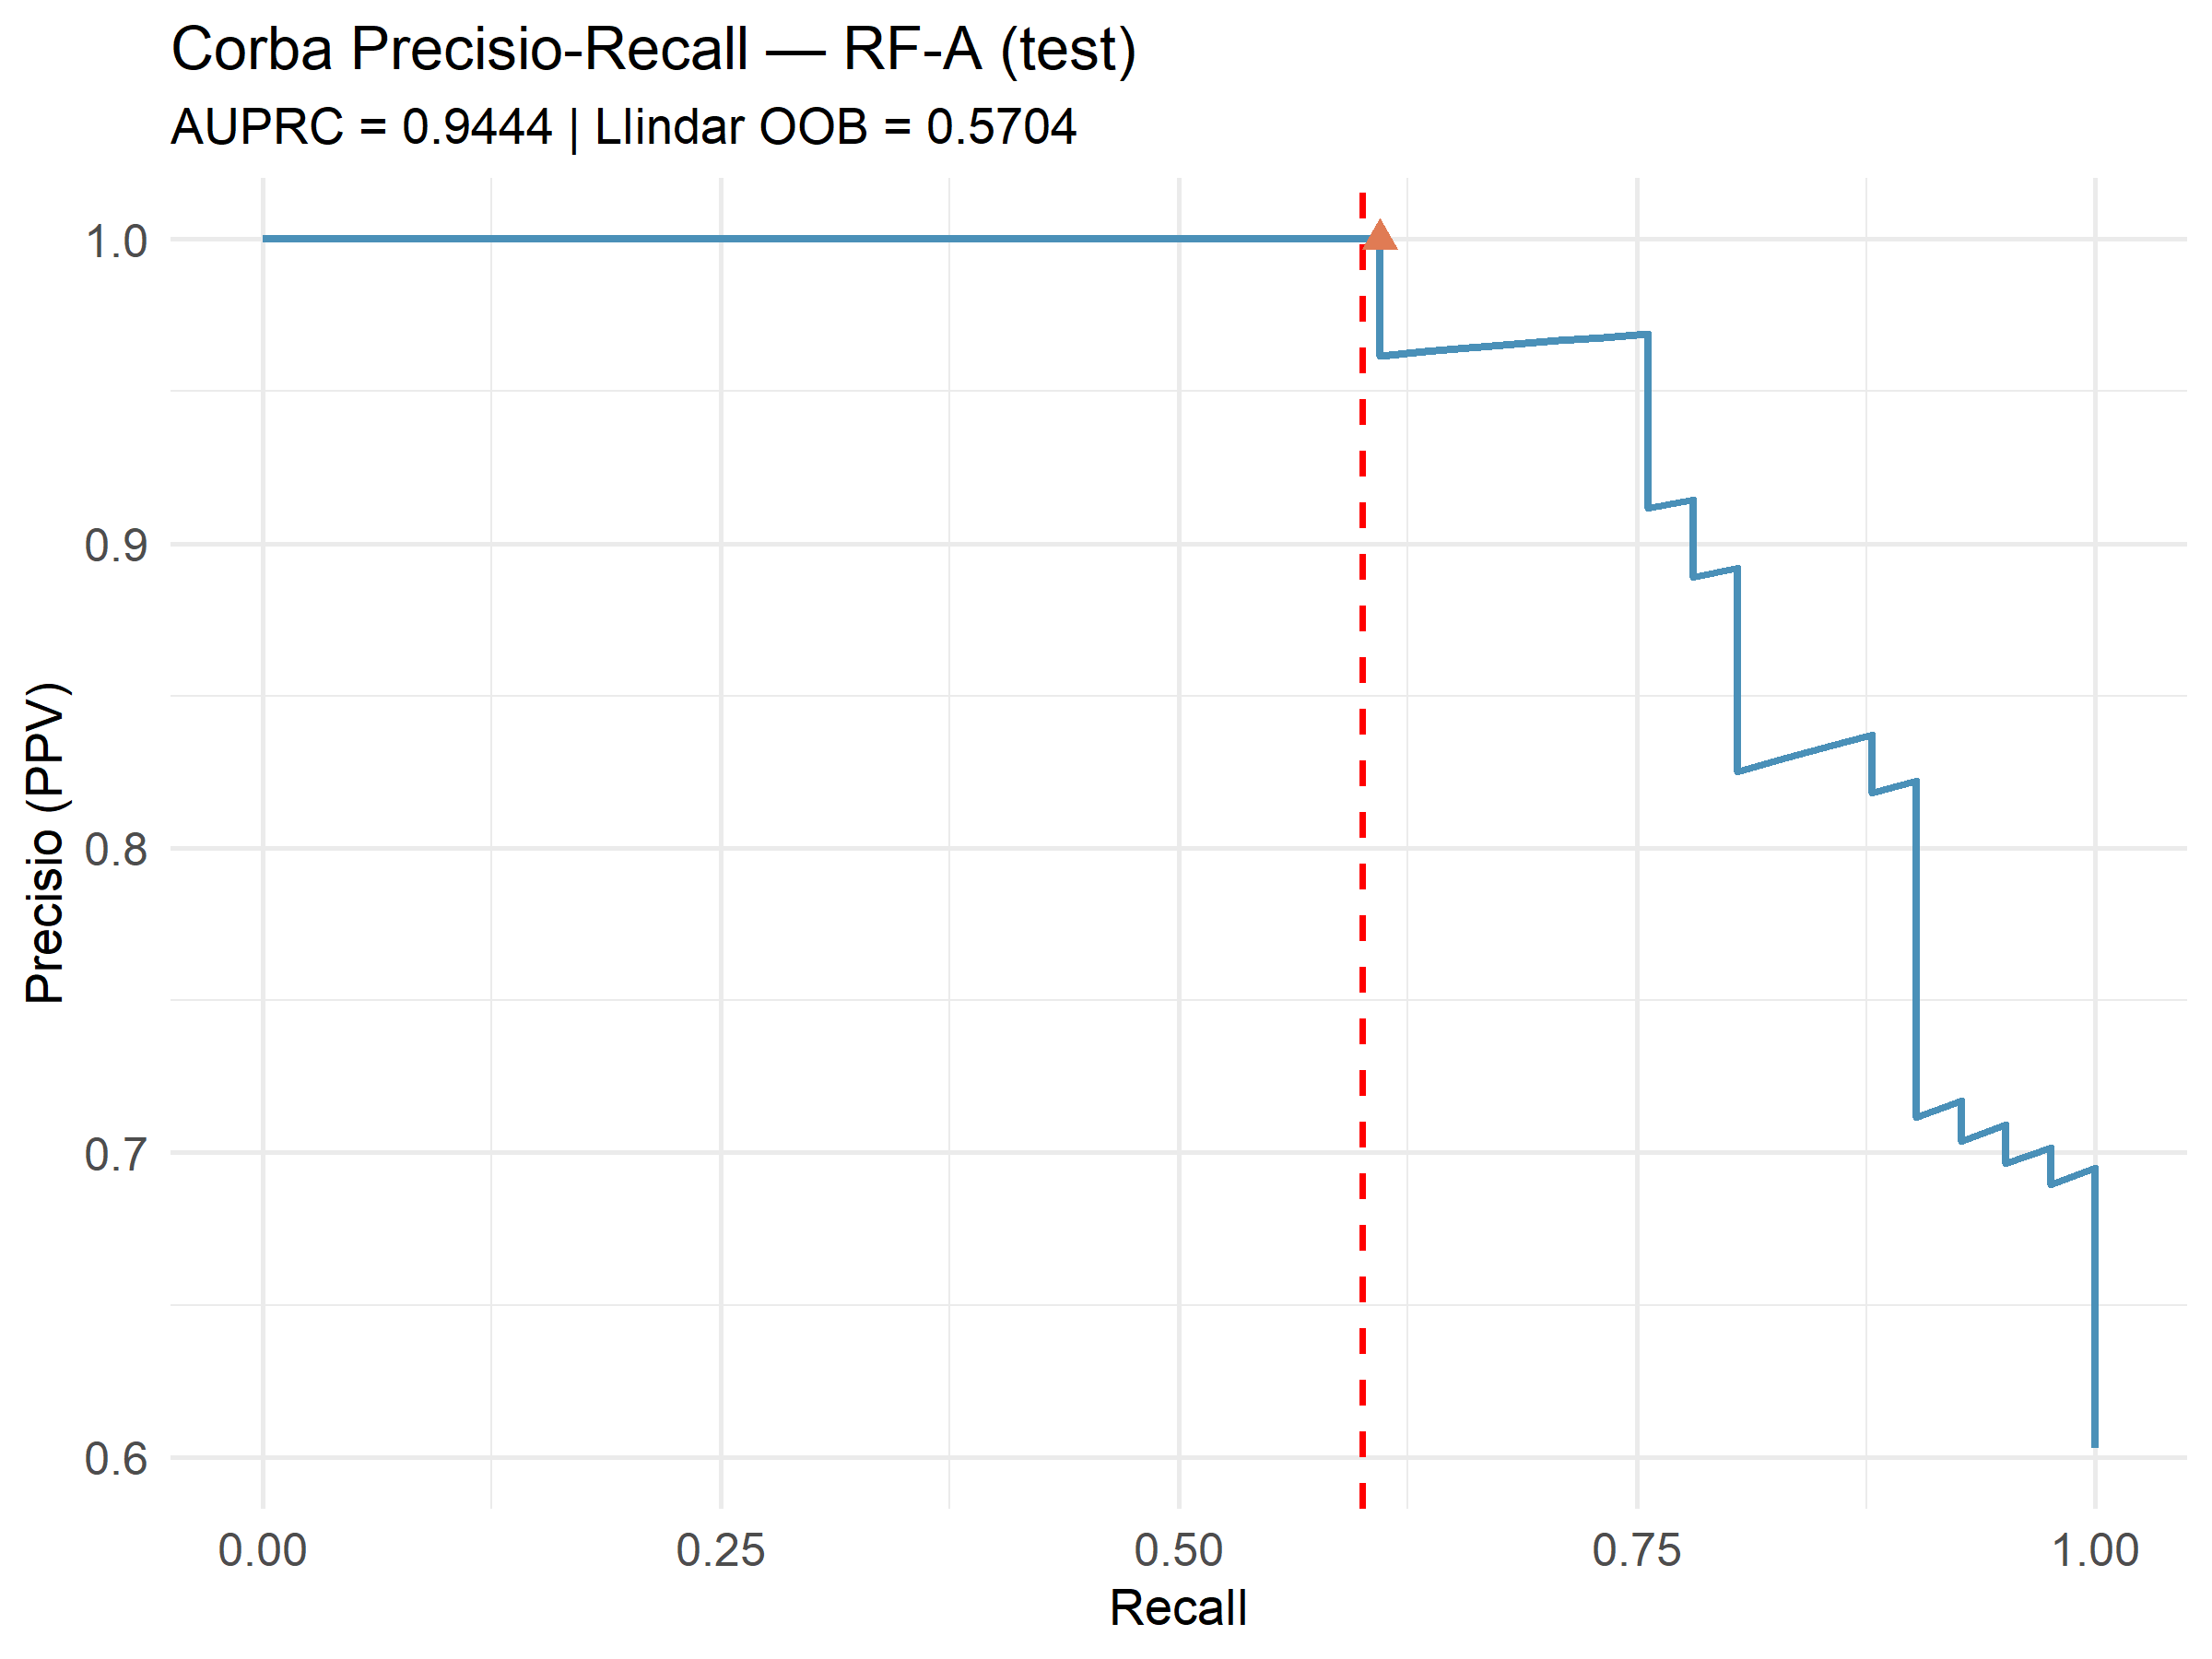 Corba Precisio-Recall — RF-A (test)
AUPRC = 0.9444 | Llindar OOB = 0.5704
Precisio (PPV)
1.0
0.9
0.8
0.7
0.6
0.00 0.25 0.50 0.75 1.00
Recall